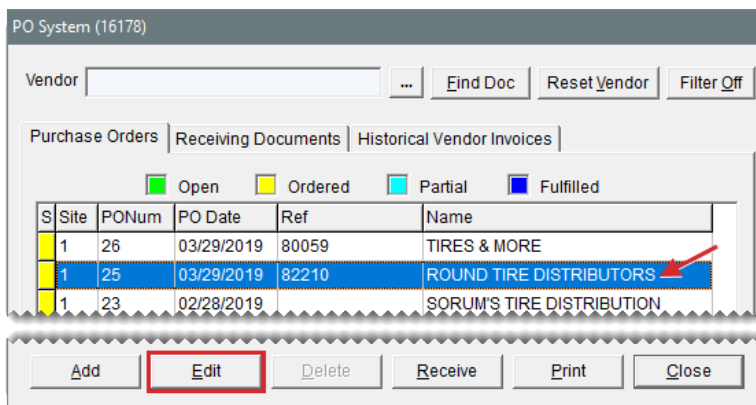 PO System (16178)
Vendor ... Find Doc Reset Vendor Filter Off
Purchase Orders Receiving Documents Historical Vendor Invoices
Open Ordered Partial Fulfilled
S Site PONum PO Date Ref Name
1 26 03/29/2019 80059 TIRES & MORE
1 25 03/29/2019 82210 ROUND TIRE DISTRIBUTORS
1 23 02/28/2019 SORUM'S TIRE DISTRIBUTION
Add Edit Delete Receive Print Close